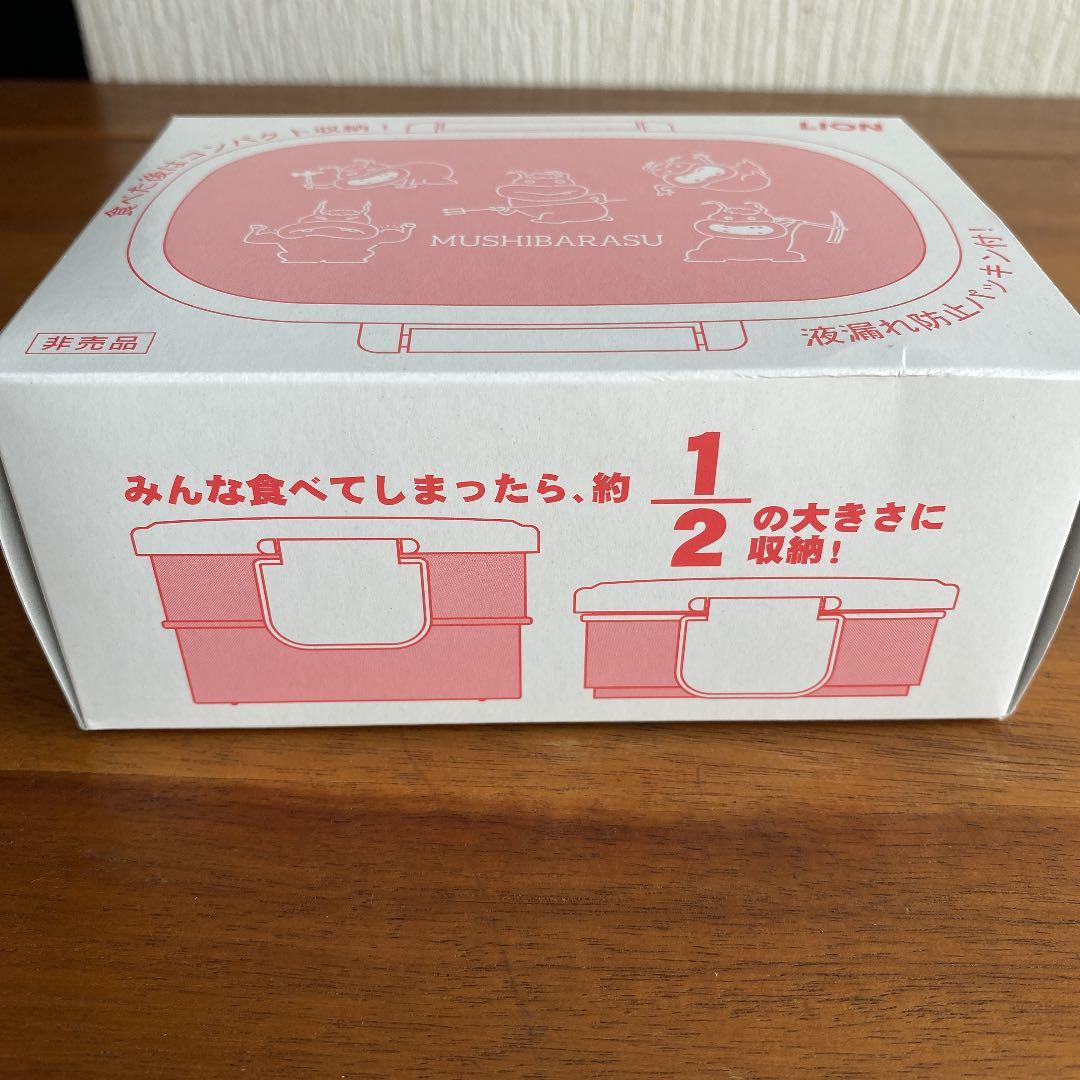 食べた後はコンパクト収納！
LION
MUSHIBARASU
非売品
液漏れ防止パッキン付！
みんな食べてしまったら、約
1
2
の大きさに
収納！